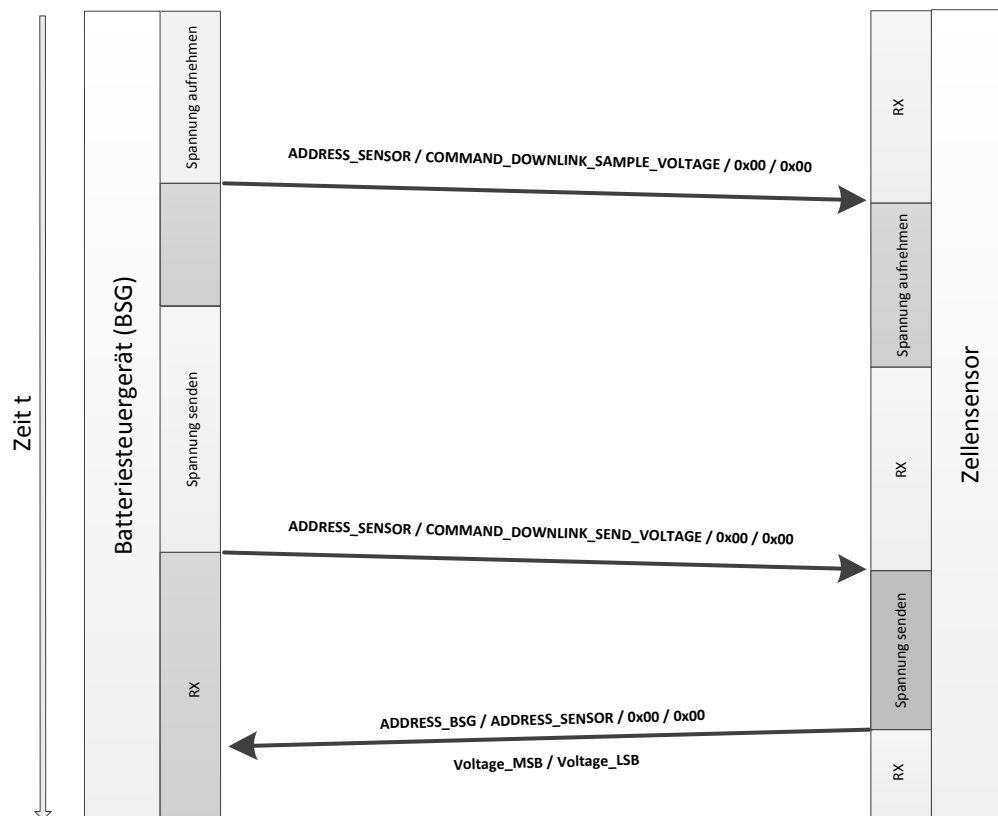 Zeit t
Batteriesteuergerät (BSG)
Spannung aufnehmen
Spannung senden
RX
ADDRESS_SENSOR / COMMAND_DOWNLINK_SAMPLE_VOLTAGE / 0x00 / 0x00
ADDRESS_SENSOR / COMMAND_DOWNLINK_SEND_VOLTAGE / 0x00 / 0x00
ADDRESS_BSG / ADDRESS_SENSOR / 0x00 / 0x00
Voltage_MSB / Voltage_LSB
RX
Spannung aufnehmen
RX
Spannung senden
RX
Zellensensor